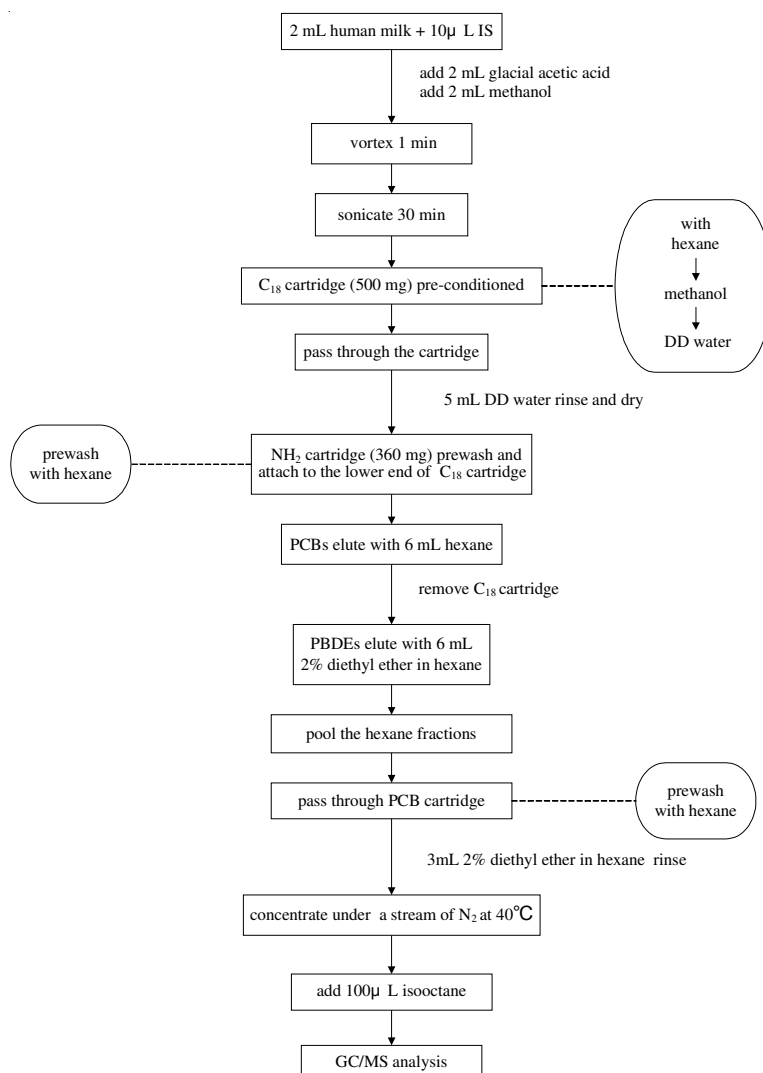 2 mL human milk + 10μ L IS
add 2 mL glacial acetic acid
add 2 mL methanol
vortex 1 min
sonicate 30 min
C₁₈ cartridge (500 mg) pre-conditioned
with
hexane
methanol
DD water
pass through the cartridge
5 mL DD water rinse and dry
prewash
with hexane
NH₂ cartridge (360 mg) prewash and
attach to the lower end of C₁₈ cartridge
PCBs elute with 6 mL hexane
remove C₁₈ cartridge
PBDEs elute with 6 mL
2% diethyl ether in hexane
pool the hexane fractions
pass through PCB cartridge
prewash
with hexane
3mL 2% diethyl ether in hexane rinse
concentrate under a stream of N₂ at 40℃
add 100μ L isooctane
GC/MS analysis